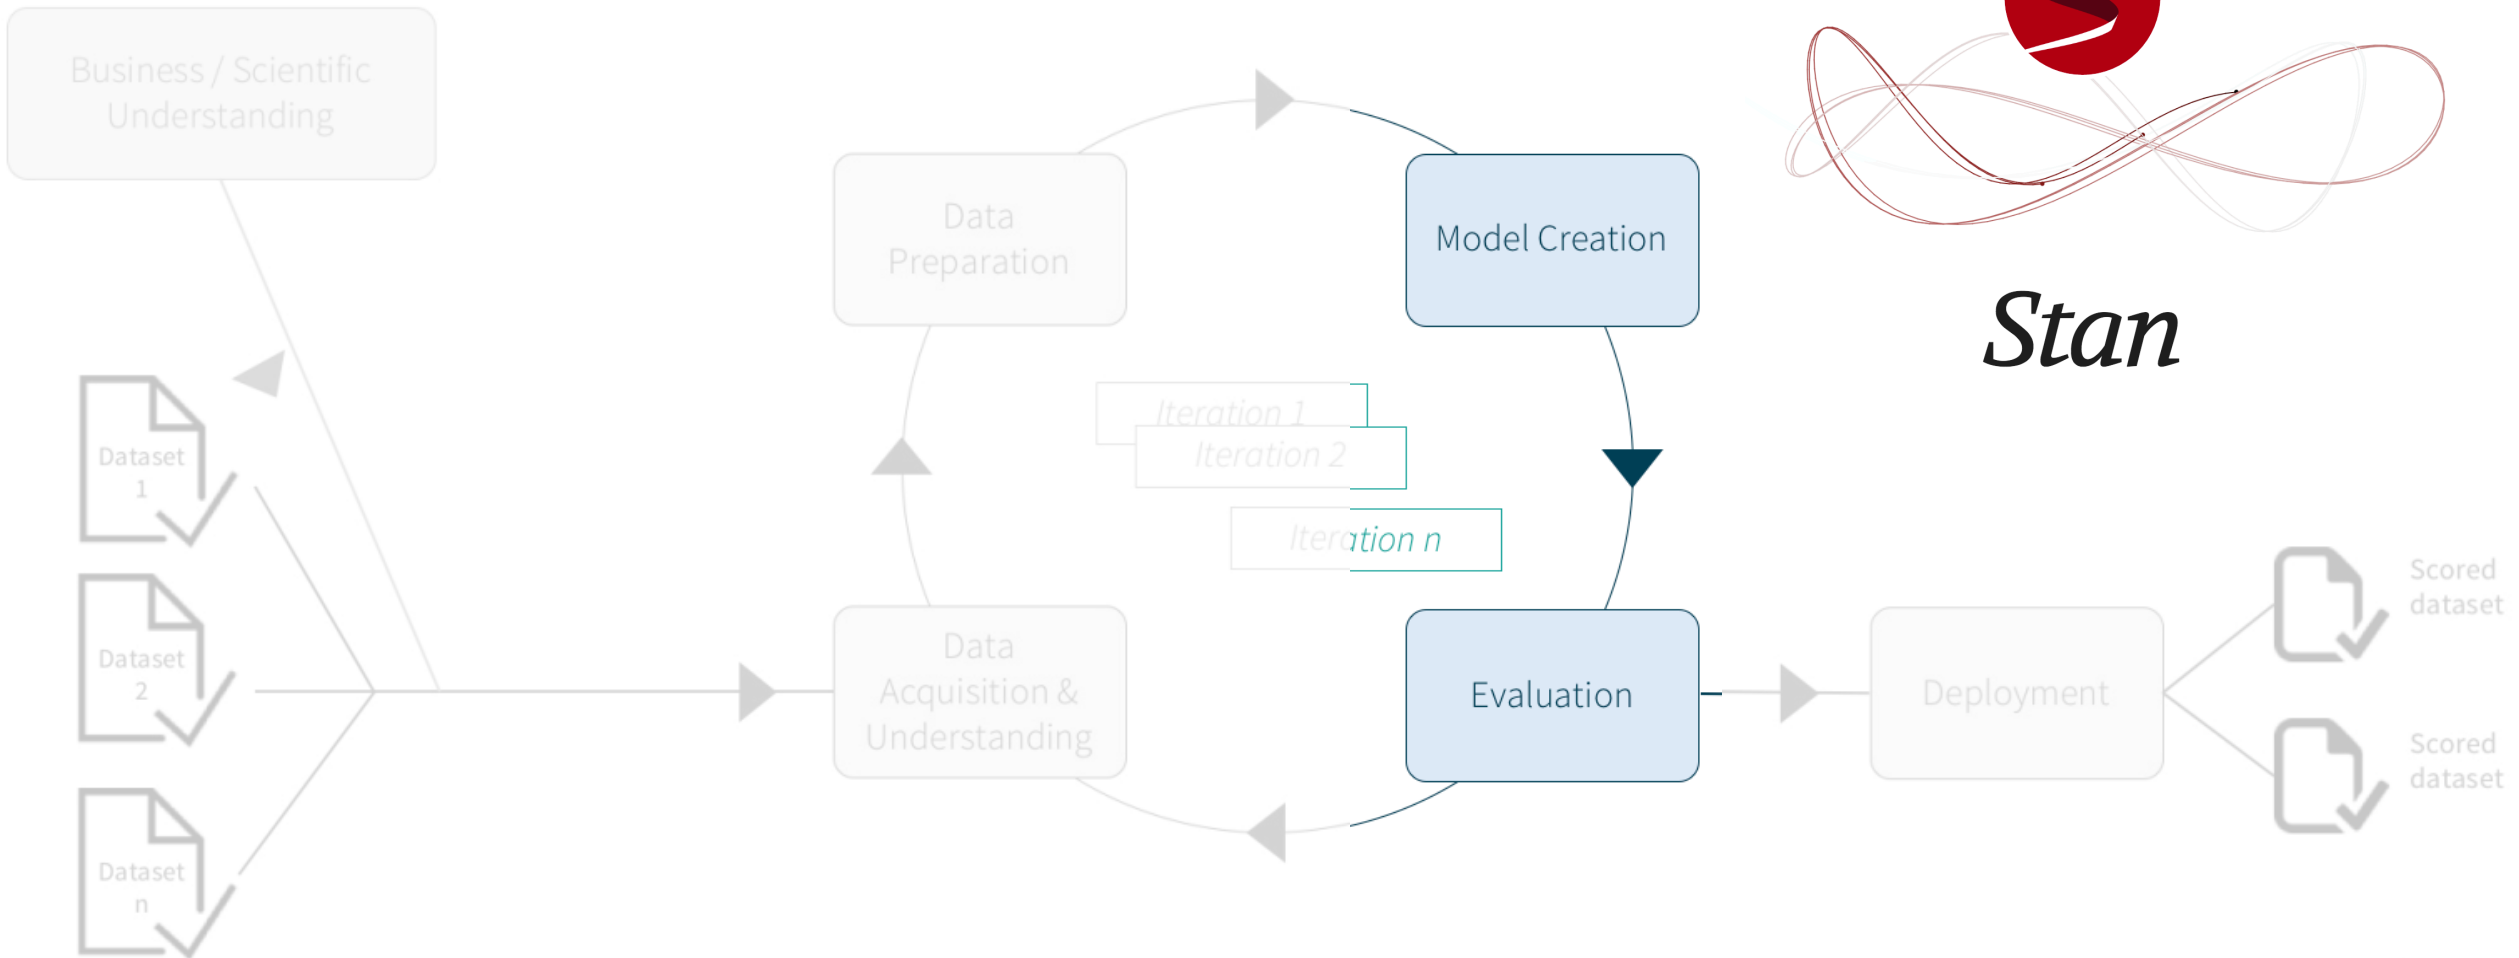 Business / Scientific
Understanding
Data
Preparation
Model Creation
Stan
Iteration 1
Iteration 2
Iteration n
Dataset
1
Dataset
2
Dataset
n
Data
Acquisition &
Understanding
Evaluation
Deployment
Scored
dataset
Scored
dataset